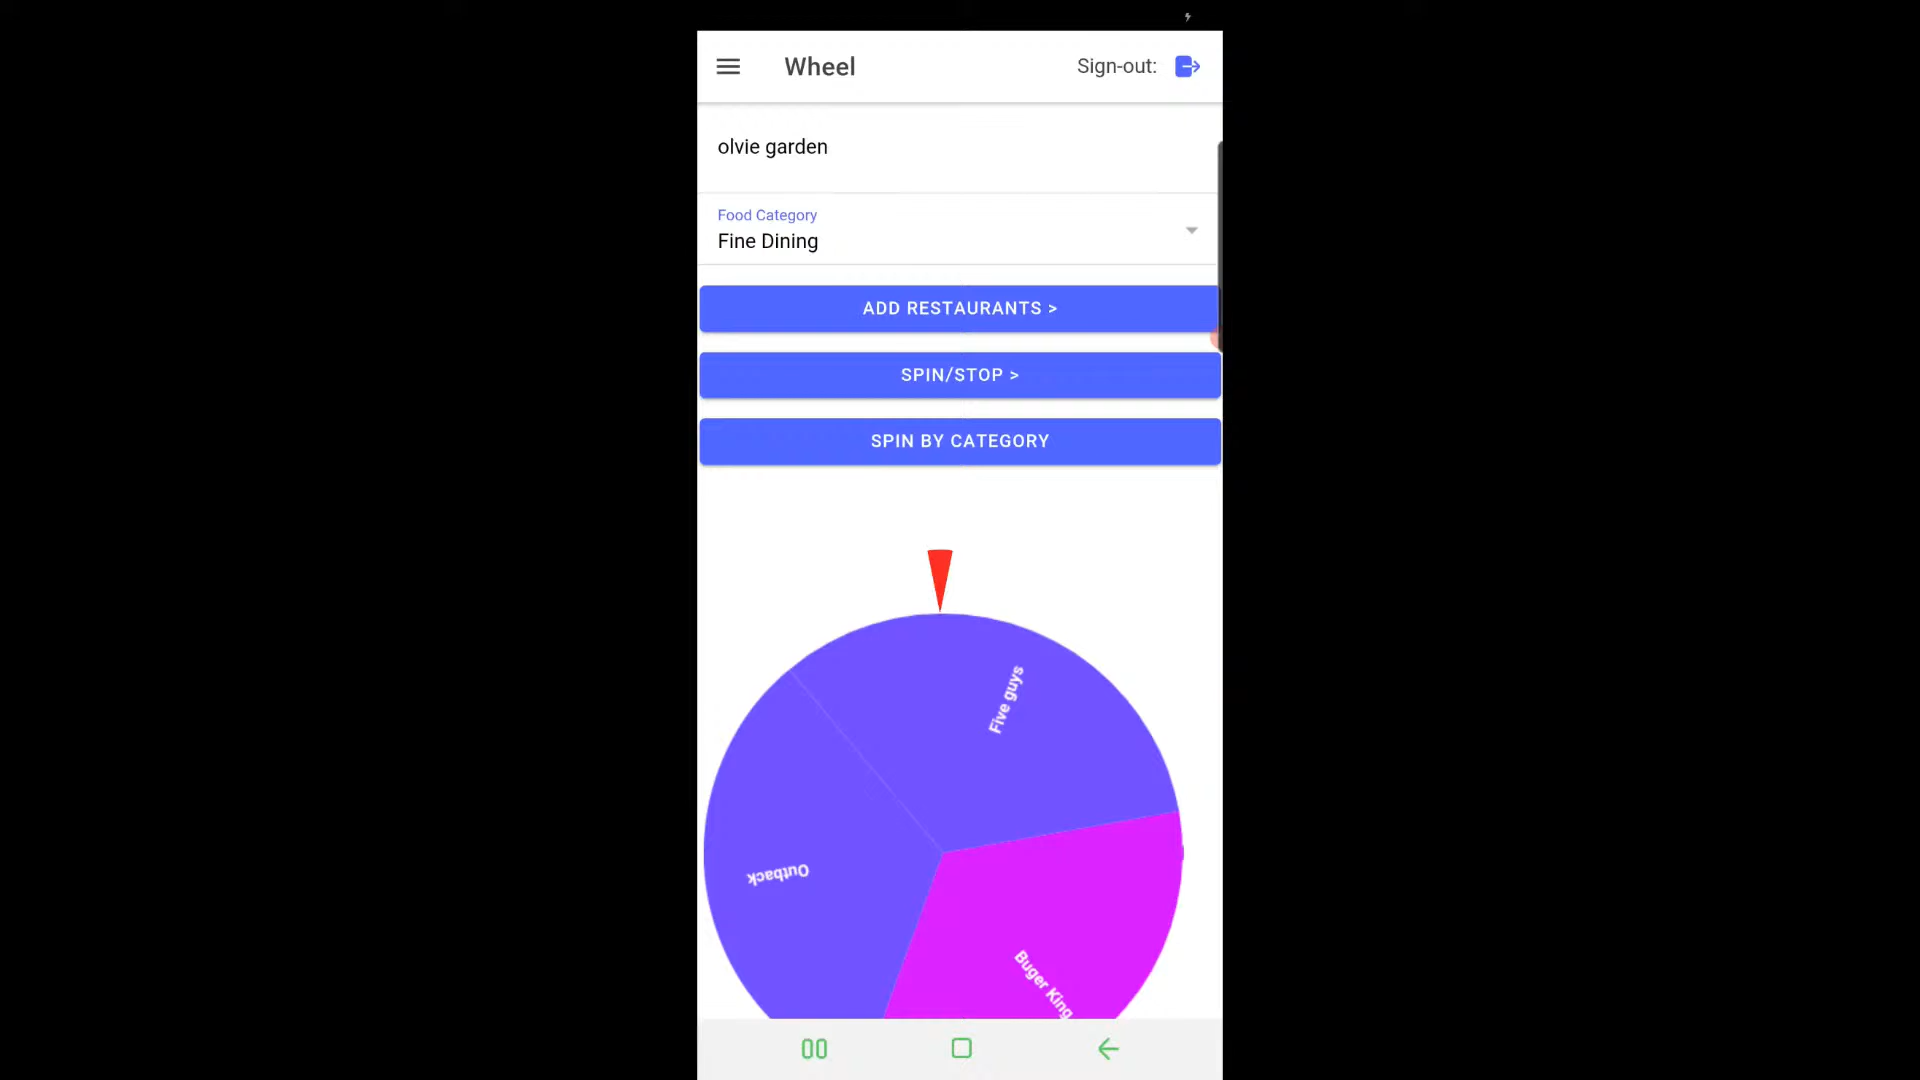 Wheel
Sign-out:
olvie garden
Food Category
Fine Dining
ADD RESTAURANTS >
SPIN/STOP >
SPIN BY CATEGORY
Five guys
Outback
Buger King